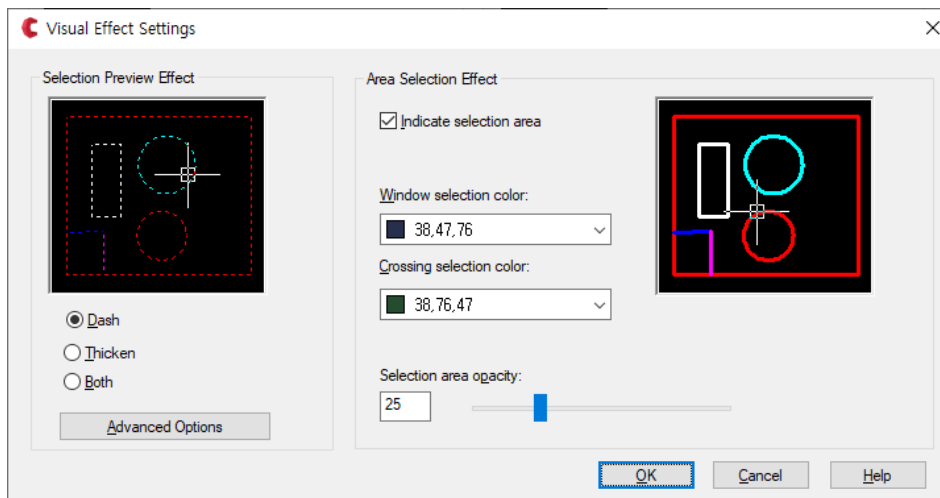 Visual Effect Settings
Selection Preview Effect
Dash
Thicken
Both
Advanced Options
Area Selection Effect
Indicate selection area
Window selection color:
38,47,76
Crossing selection color:
38,76,47
Selection area opacity:
25
OK
Cancel
Help